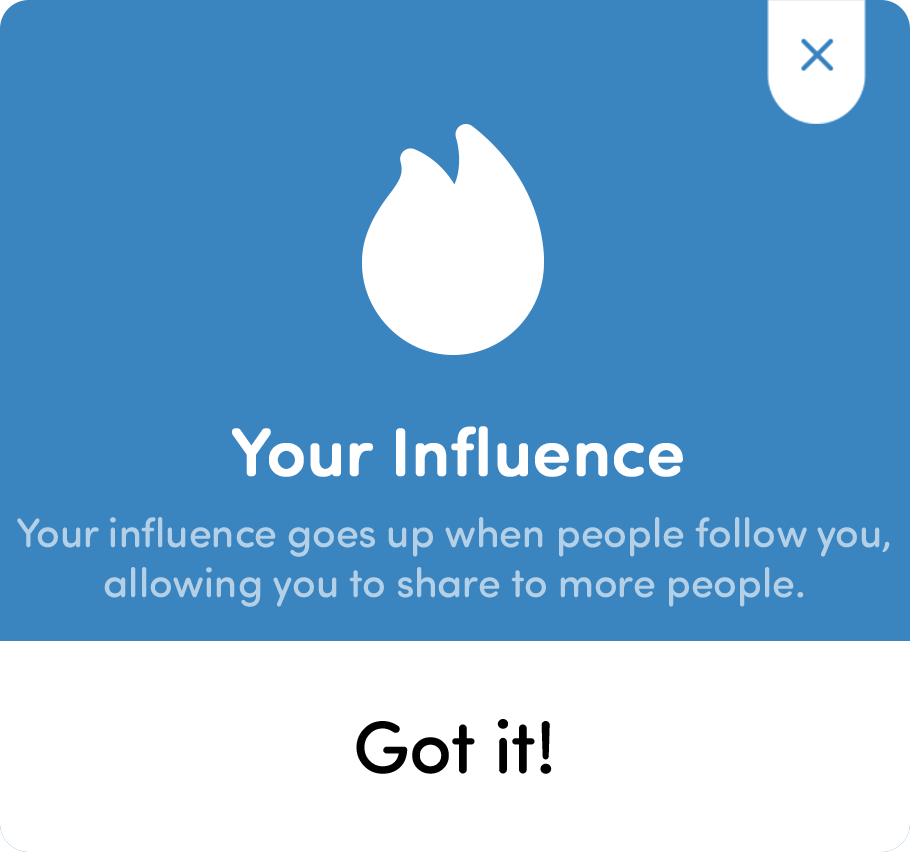 Your Influence
Your influence goes up when people follow you,
allowing you to share to more people.
Got it!